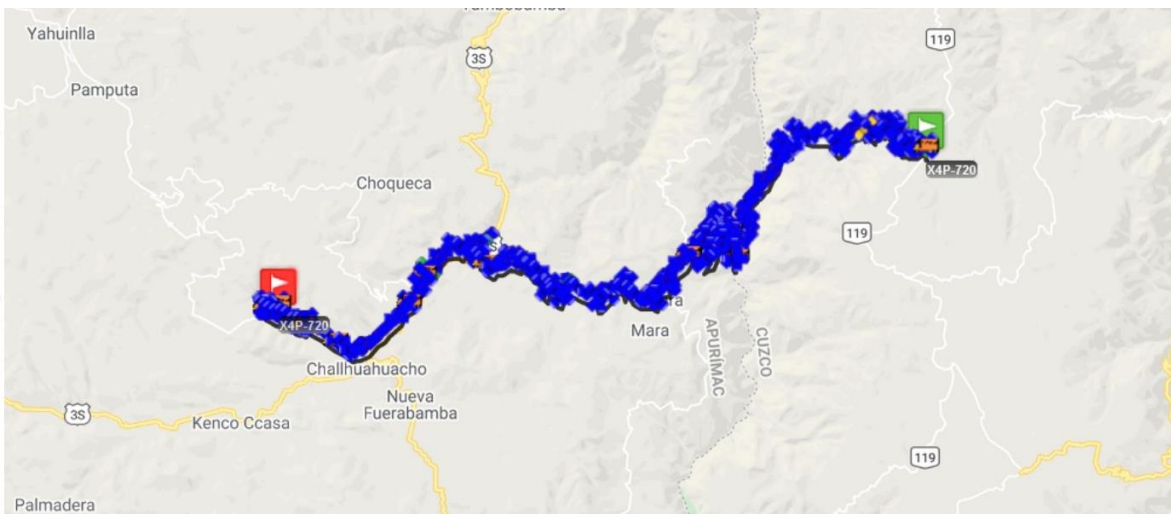 Yahuinlla
119
3S
Pamputa
X4P-720
Choqueca
119
S
X4P-720
Mara
APURÍMAC
CUZCO
Challhuahuacho
Nueva
Fuerabamba
3S
Kenco Ccasa
119
Palmadera